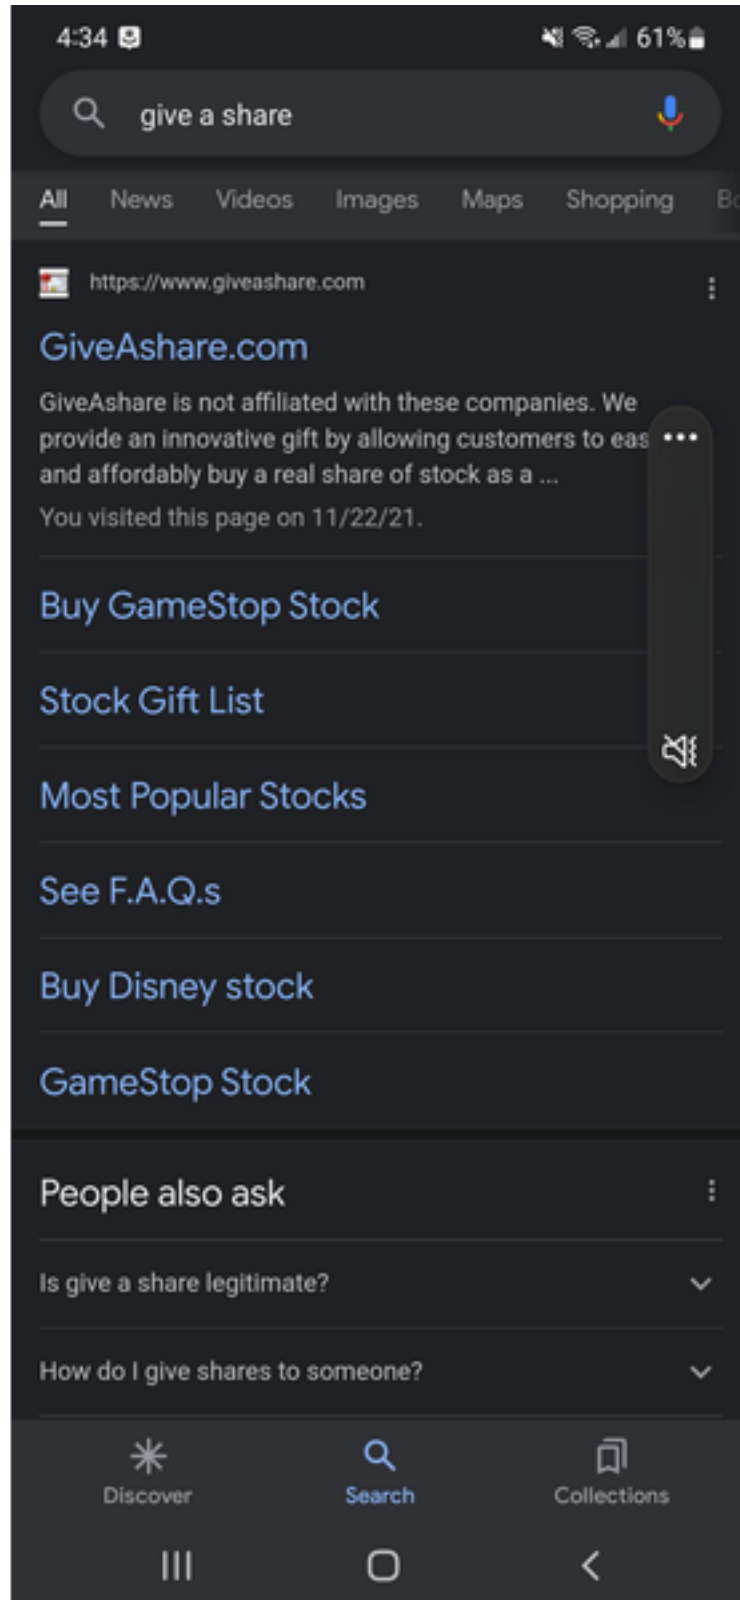 4:34
61%
give a share
All News Videos Images Maps Shopping
https://www.giveashare.com
GiveAshare.com
GiveAshare is not affiliated with these companies. We
provide an innovative gift by allowing customers to eas
and affordably buy a real share of stock as a ...
You visited this page on 11/22/21.
Buy GameStop Stock
Stock Gift List
Most Popular Stocks
See F.A.Q.s
Buy Disney stock
GameStop Stock
People also ask
Is give a share legitimate?
How do I give shares to someone?
Discover Search Collections